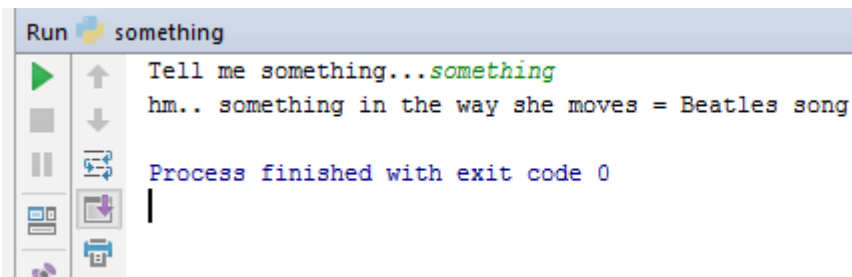 Run something
Tell me something...something
hm.. something in the way she moves = Beatles song
Process finished with exit code 0